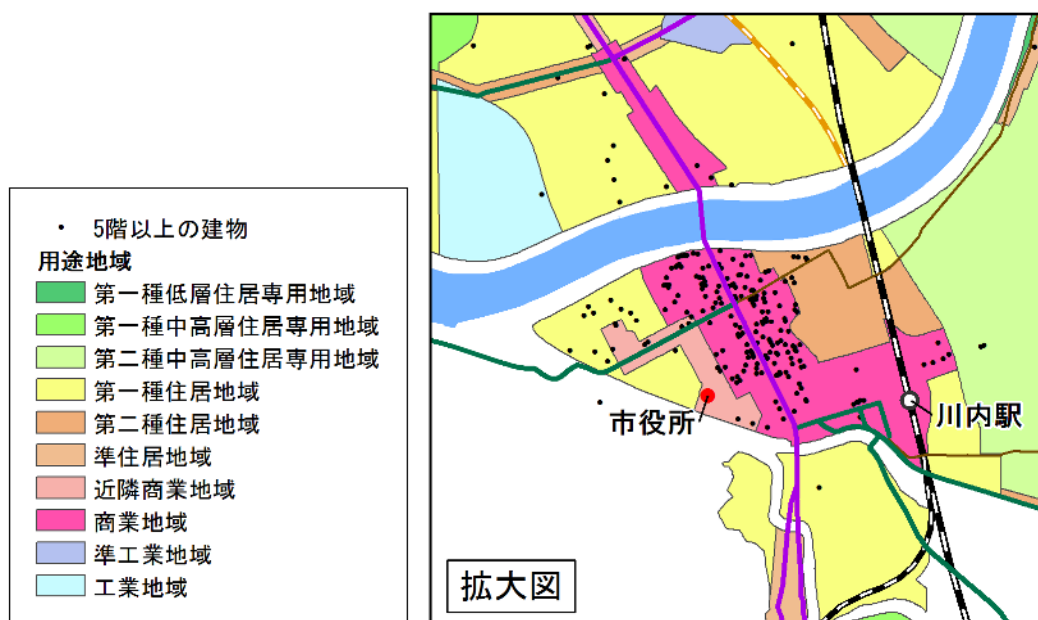 5階以上の建物
用途地域
第一種低層住居専用地域
第一種中高層住居専用地域
第二種中高層住居専用地域
第一種住居地域
第二種住居地域
準住居地域
近隣商業地域
商業地域
準工業地域
工業地域
市役所
川内駅
拡大図